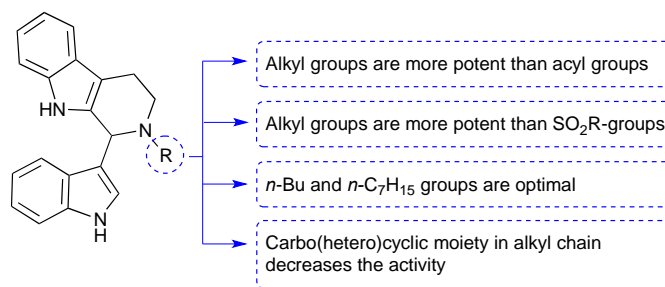 Alkyl groups are more potent than acyl groups
HN
N
R
Alkyl groups are more potent than SO₂R-groups
n-Bu and n-C₇H₁₅ groups are optimal
N
H
Carbo(hetero)cyclic moiety in alkyl chain
decreases the activity